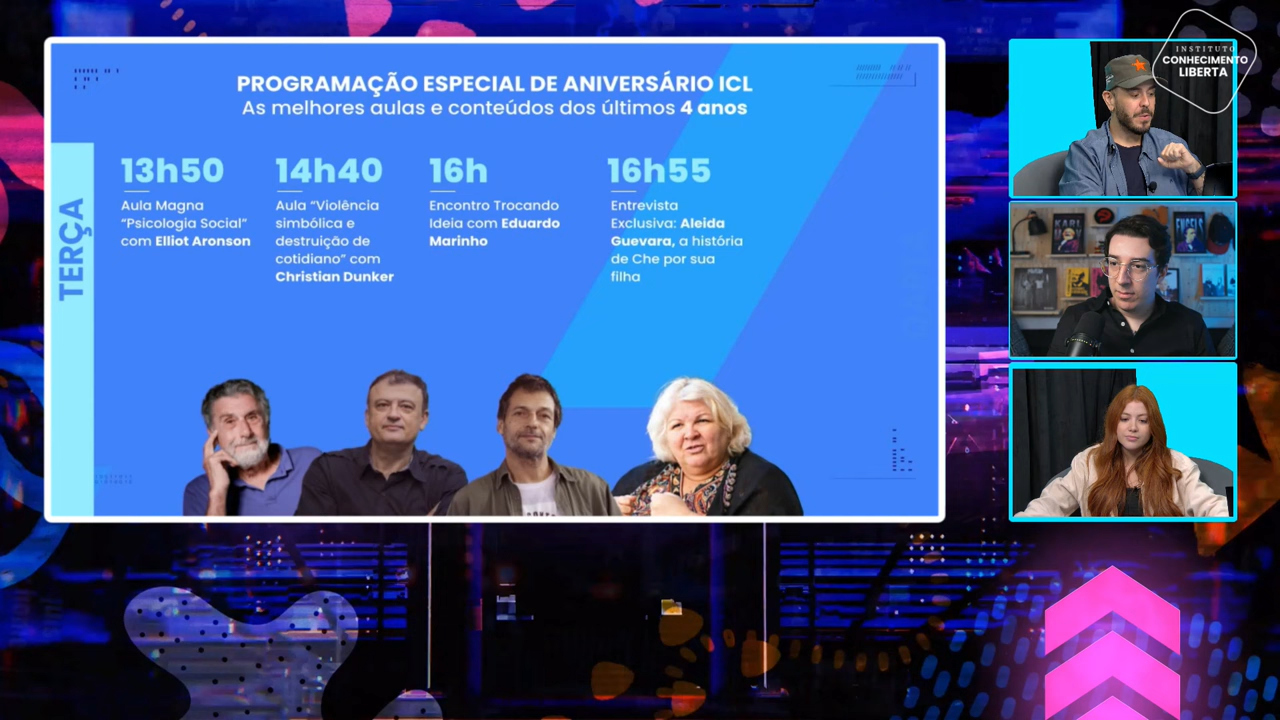 PROGRAMAÇÃO ESPECIAL DE ANIVERSÁRIO ICL
As melhores aulas e conteúdos dos últimos 4 anos
TERÇA
13h50
Aula Magna
“Psicologia Social”
com Elliot Aronson
14h40
Aula “Violência
simbólica e
destruição de
cotidiano” com
Christian Dunker
16h
Encontro Trocando
Ideia com Eduardo
Marinho
16h55
Entrevista
Exclusiva: Aleida
Guevara, a história
de Che por sua
filha
INSTITUTO
CONHECIMENTO
LIBERTA
KARL
ENGELS